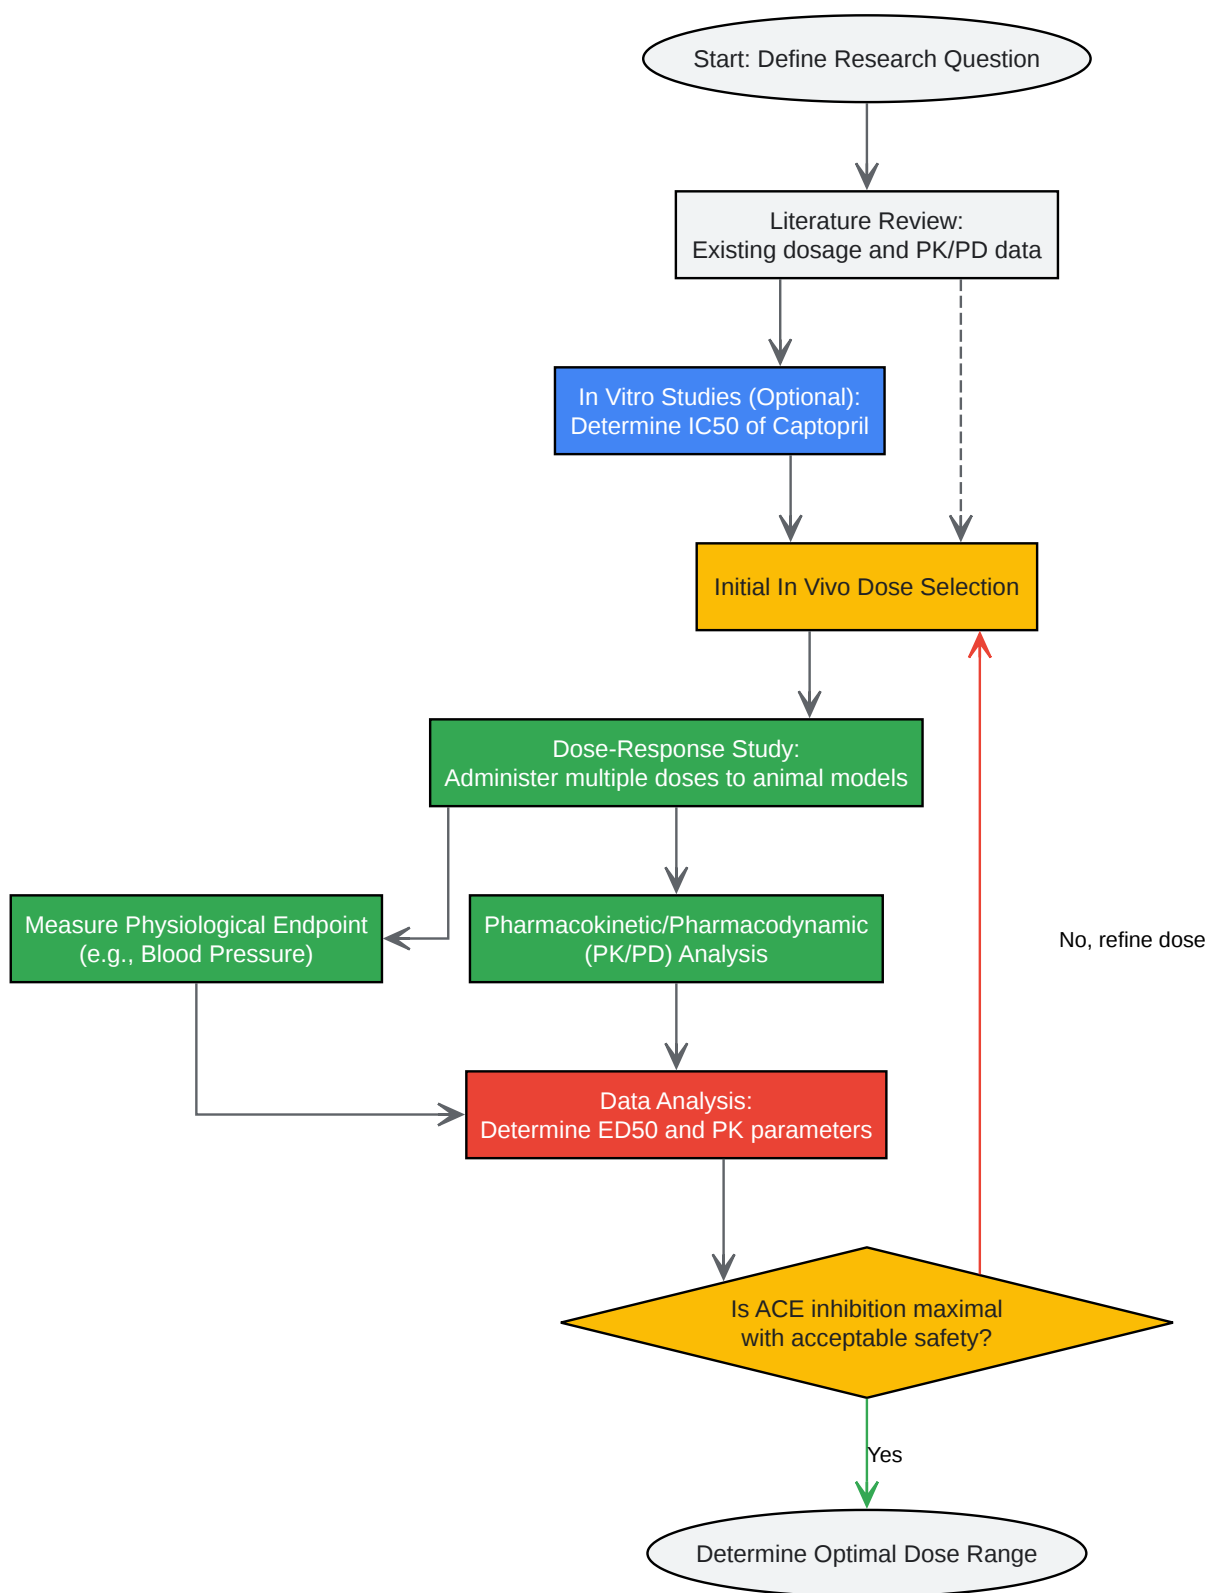 Start: Define Research Question
Literature Review:
Existing dosage and PK/PD data
In Vitro Studies (Optional):
Determine IC50 of Captopril
Initial In Vivo Dose Selection
Dose-Response Study:
Administer multiple doses to animal models
Measure Physiological Endpoint
(e.g., Blood Pressure)
Pharmacokinetic/Pharmacodynamic
(PK/PD) Analysis
No, refine dose
Data Analysis:
Determine ED50 and PK parameters
Is ACE inhibition maximal
with acceptable safety?
Yes
Determine Optimal Dose Range